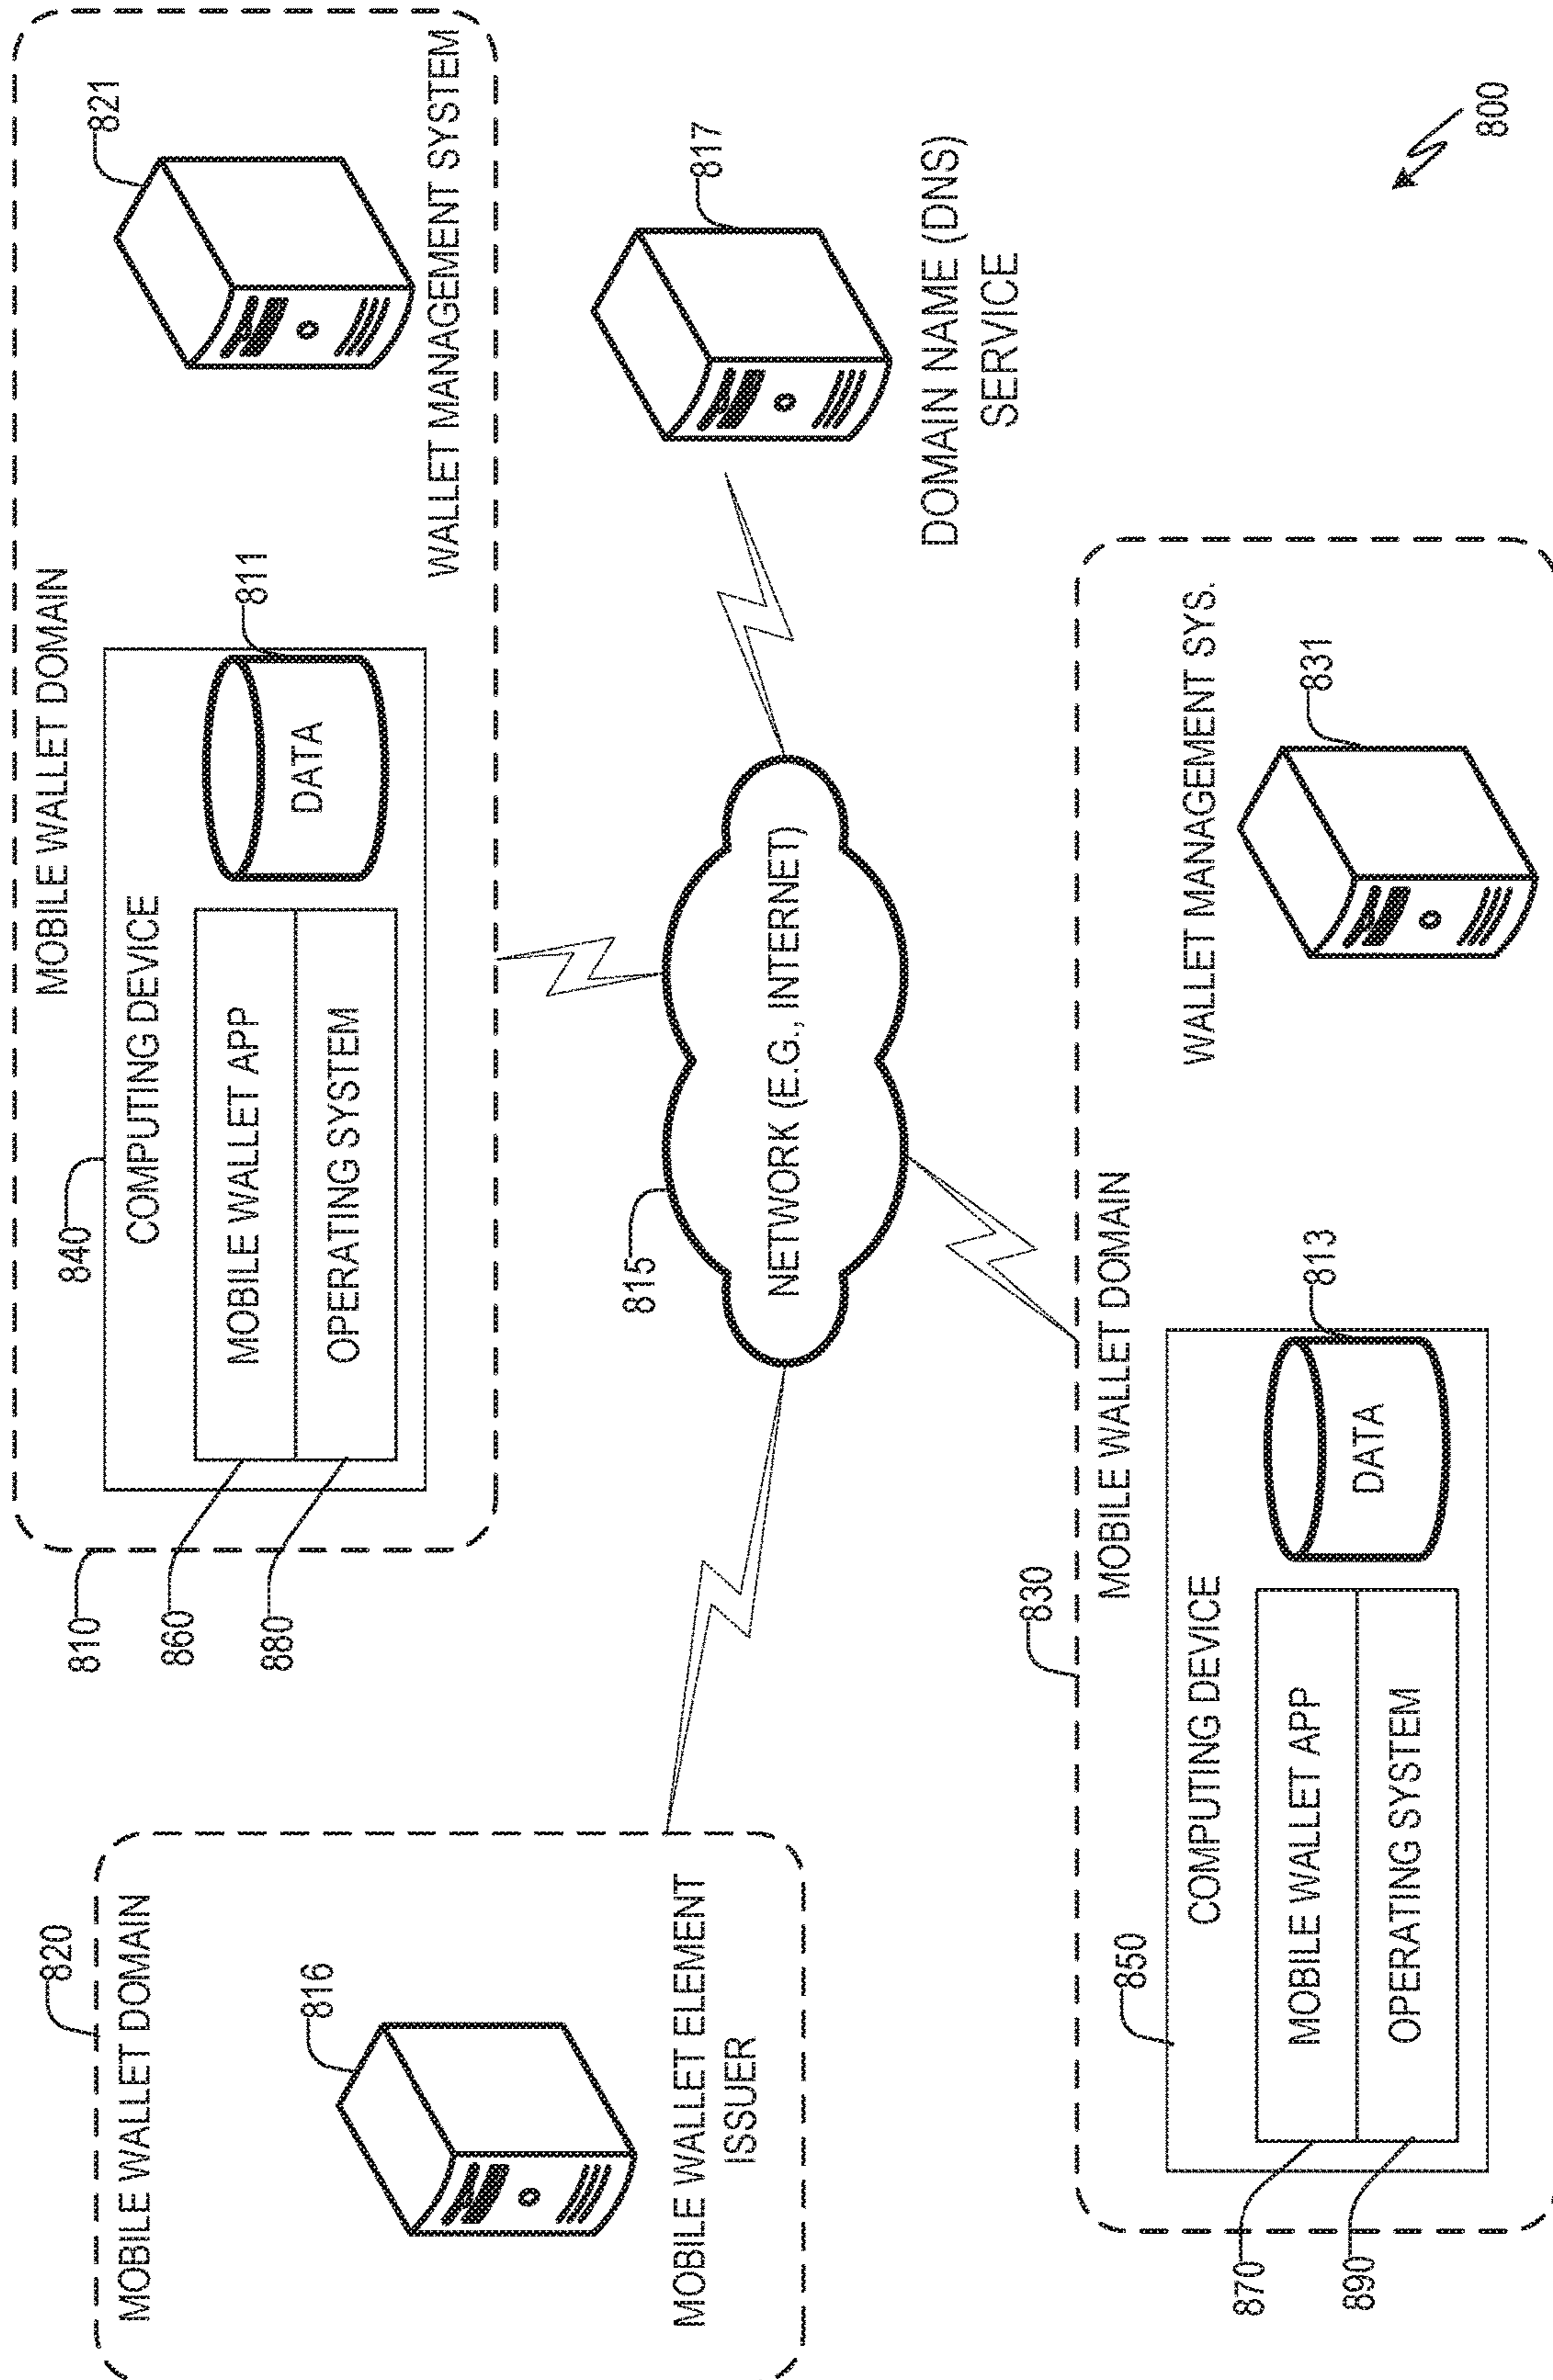 820
MOBILE WALLET DOMAIN
816
MOBILE WALLET ELEMENT
ISSUER
810
860
880
840
MOBILE WALLET DOMAIN
COMPUTING DEVICE
MOBILE WALLET APP
OPERATING SYSTEM
DATA
811
821
WALLET MANAGEMENT SYSTEM
815
NETWORK (E.G., INTERNET)
817
DOMAIN NAME (DNS)
SERVICE
830
MOBILE WALLET DOMAIN
850
COMPUTING DEVICE
MOBILE WALLET APP
OPERATING SYSTEM
870
890
DATA
813
WALLET MANAGEMENT SYS.
831
800